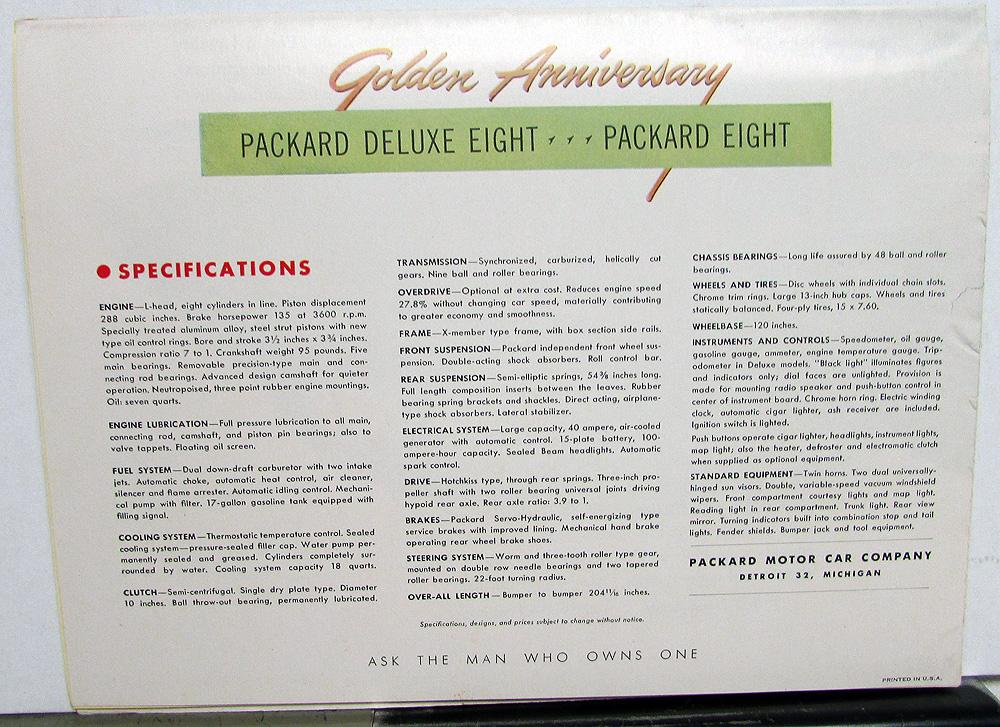 Golden Anniversary
PACKARD DELUXE EIGHT , , , PACKARD EIGHT
● SPECIFICATIONS
ENGINE—L-head, eight cylinders in line. Piston displacement
288 cubic inches. Brake horsepower 135 at 3600 r.p.m.
Specially treated aluminum alloy, steel strut pistons with new
type oil control rings. Bore and stroke 3½ inches x 3¾ inches.
Compression ratio 7 to 1. Crankshaft weight 95 pounds. Five
main bearings. Removable precision-type main and con-
necting rod bearings. Advanced design camshaft for quieter
operation. Neutropoised, three point rubber engine mountings.
Oil: seven quarts.
ENGINE LUBRICATION—Full pressure lubrication to all main,
connecting rod, camshaft, and piston pin bearings; also to
valve tappets. Floating oil screen.
FUEL SYSTEM—Dual down-draft carburetor with two intake
jets. Automatic choke, automatic heat control, air cleaner,
silencer and flame arrester. Automatic idling control. Mechani-
cal pump with filter. 17-gallon gasoline tank equipped with
filling signal.
COOLING SYSTEM—Thermostatic temperature control. Sealed
cooling system—pressure-sealed filler cap. Water pump per-
manently sealed and greased. Cylinders completely sur-
rounded by water. Cooling system capacity 18 quarts.
CLUTCH—Semi-centrifugal. Single dry plate type. Diameter
10 inches. Ball throw-out bearing, permanently lubricated.
TRANSMISSION—Synchronized, carburized, helically cut
gears. Nine ball and roller bearings.
OVERDRIVE—Optional at extra cost. Reduces engine speed
27.8% without changing car speed, materially contributing
to greater economy and smoothness.
FRAME—X-member type frame, with box section side rails.
FRONT SUSPENSION—Packard independent front wheel sus-
pension. Double-acting shock absorbers. Roll control bar.
REAR SUSPENSION—Semi-elliptic springs, 54⅜ inches long.
Full length composition inserts between the leaves. Rubber
bearing spring brackets and shackles. Direct acting, airplane-
type shock absorbers. Lateral stabilizer.
ELECTRICAL SYSTEM—Large capacity, 40 ampere, air-cooled
generator with automatic control. 15-plate battery, 100-
ampere-hour capacity. Sealed Beam headlights. Automatic
spark control.
DRIVE—Hotchkiss type, through rear springs. Three-inch pro-
peller shaft with two roller bearing universal joints driving
hypoid rear axle. Rear axle ratio: 3.9 to 1.
BRAKES—Packard Servo-Hydraulic, self-energizing type
service brakes with improved lining. Mechanical hand brake
operating rear wheel brake shoes.
STEERING SYSTEM—Worm and three-tooth roller type gear,
mounted on double row needle bearings and two tapered
roller bearings. 22-foot turning radius.
OVER-ALL LENGTH—Bumper to bumper 204¹¹⁄₁₆ inches.
CHASSIS BEARINGS—Long life assured by 48 ball and roller
bearings.
WHEELS AND TIRES—Disc wheels with individual chain slots.
Chrome trim rings. Large 13-inch hub caps. Wheels and tires
statically balanced. Four-ply tires, 15 x 7.60.
WHEELBASE—120 inches.
INSTRUMENTS AND CONTROLS—Speedometer, oil gauge,
gasoline gauge, ammeter, engine temperature gauge. Trip-
odometer in Deluxe models. "Black light" illuminates figures
and indicators only; dial faces are unlighted. Provision is
made for mounting radio speaker and push-button control in
center of instrument board. Chrome horn ring. Electric winding
clock, automatic cigar lighter, ash receiver are included.
Ignition switch is lighted.
Push buttons operate cigar lighter, headlights, instrument lights,
map light; also the heater, defroster and electromatic clutch
when supplied as optional equipment.
STANDARD EQUIPMENT—Twin horns. Two dual universally-
hinged sun visors. Double, variable-speed vacuum windshield
wipers. Front compartment courtesy lights and map light.
Reading light in rear compartment. Trunk light. Rear view
mirror. Turning indicators built into combination stop and tail
lights. Fender shields. Bumper jack and tool equipment.
PACKARD MOTOR CAR COMPANY
DETROIT 32, MICHIGAN
Specifications, designs, and prices subject to change without notice.
ASK THE MAN WHO OWNS ONE
PRINTED IN U.S.A.